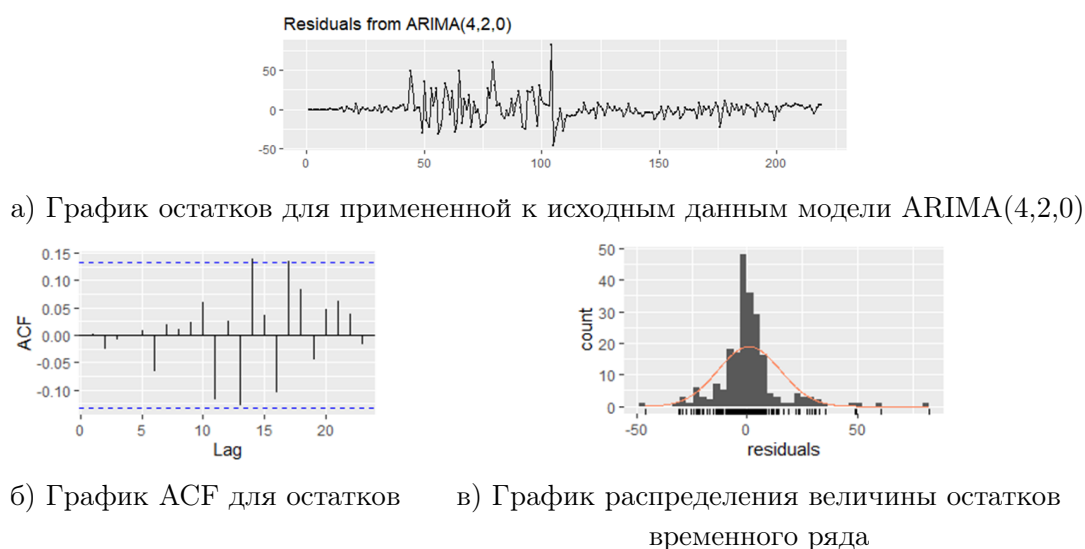 Residuals from ARIMA(4,2,0)
50
0
-50
0 50 100 150 200
а) График остатков для примененной к исходным данным модели ARIMA(4,2,0)
0.15
0.10
0.05
0.00
-0.05
-0.10
ACF
0 5 10 15 20
Lag
50
40
30
20
10
0
count
-50 0 50
residuals
б) График ACF для остатков
в) График распределения величины остатков
временного ряда